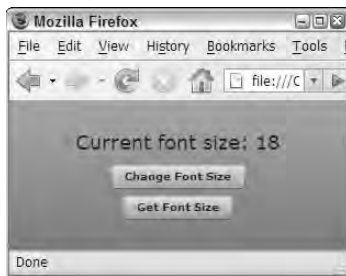 Mozilla Firefox
File Edit View History Bookmarks Tools
file:///C
Current font size: 18
Change Font Size
Get Font Size
Done